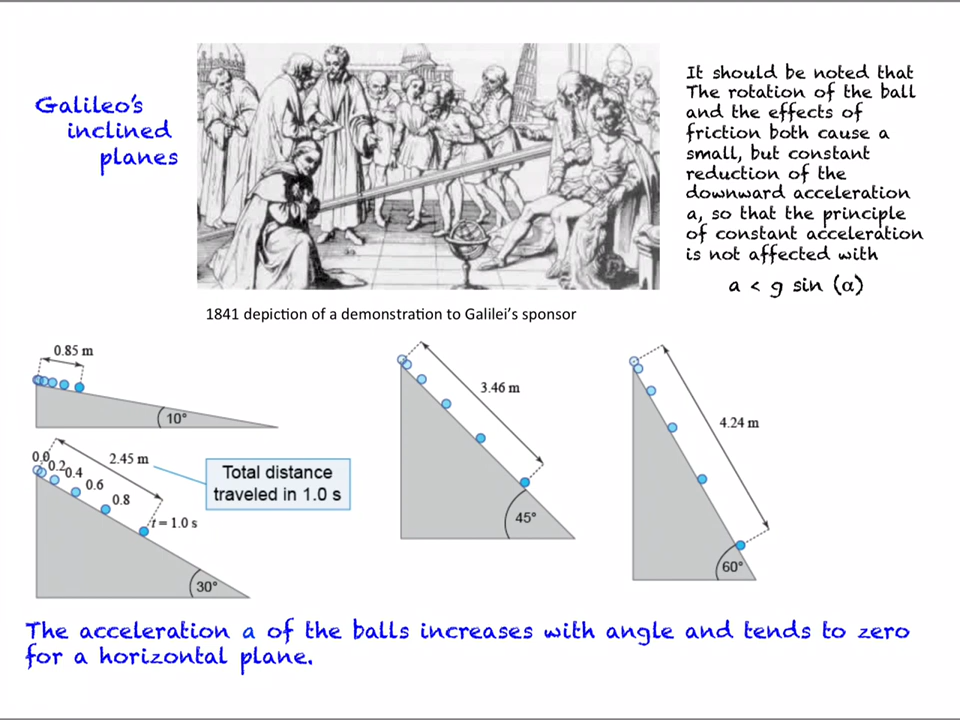 Galileo's
inclined
planes
It should be noted that
The rotation of the ball
and the effects of
friction both cause a
small, but constant
reduction of the
downward acceleration
a, so that the principle
of constant acceleration
is not affected with
a < g sin (α)
1841 depiction of a demonstration to Galilei's sponsor
0.85 m
10°
3.46 m
45°
4.24 m
60°
0.0
0.2
0.4
0.6
0.8
t = 1.0 s
2.45 m
30°
Total distance
traveled in 1.0 s
The acceleration a of the balls increases with angle and tends to zero
for a horizontal plane.